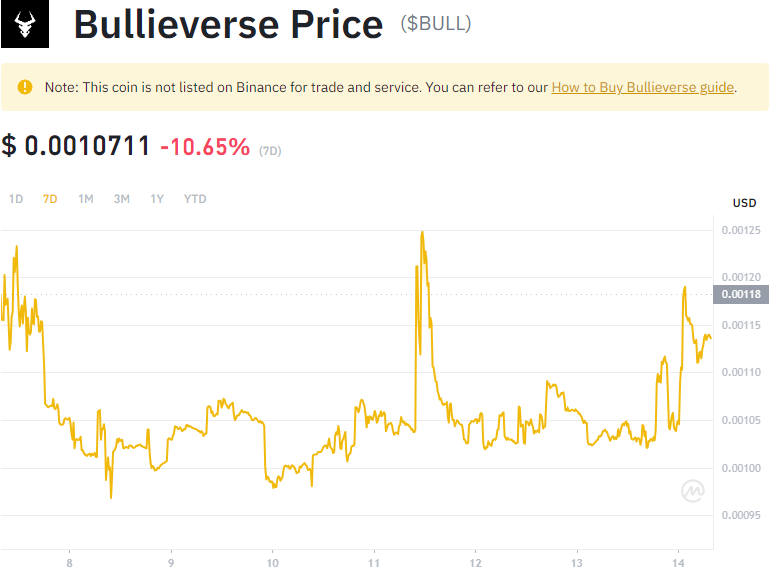 Bullieverse Price ($BULL)
Note: This coin is not listed on Binance for trade and service. You can refer to our How to Buy Bullieverse guide.
$ 0.0010711 -10.65% (7D)
1D 7D 1M 3M 1Y YTD
USD
0.00125
0.00120
0.00118
0.00115
0.00110
0.00105
0.00100
0.00095
8 9 10 11 12 13 14